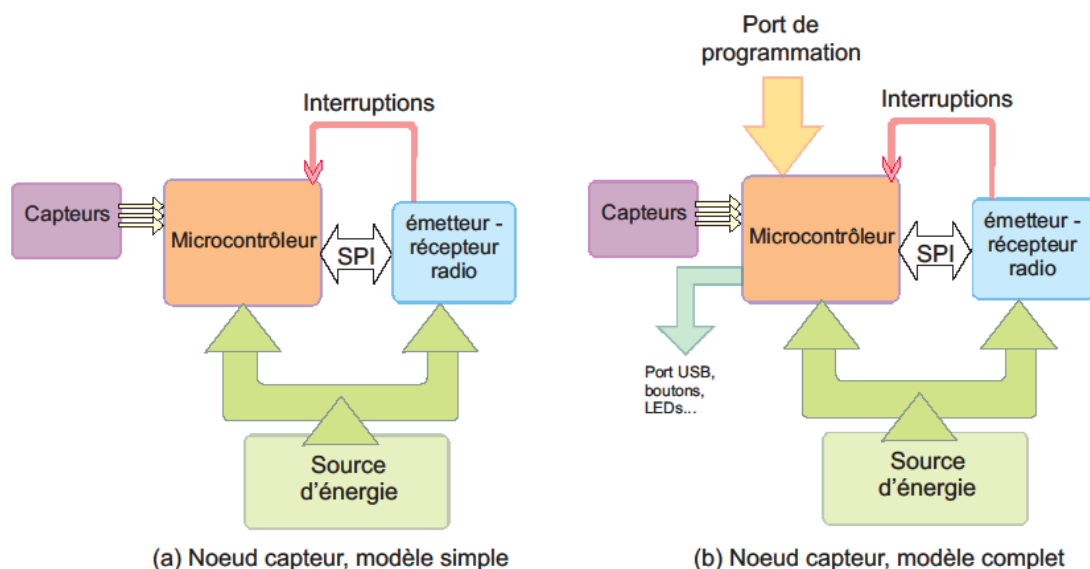 Interruptions
Capteurs
Microcontrôleur
SPI
émetteur -
récepteur
radio
Source
d'énergie
(a) Noeud capteur, modèle simple
Port de
programmation
Interruptions
Capteurs
Microcontrôleur
SPI
émetteur -
récepteur
radio
Port USB,
boutons,
LEDs...
Source
d'énergie
(b) Noeud capteur, modèle complet